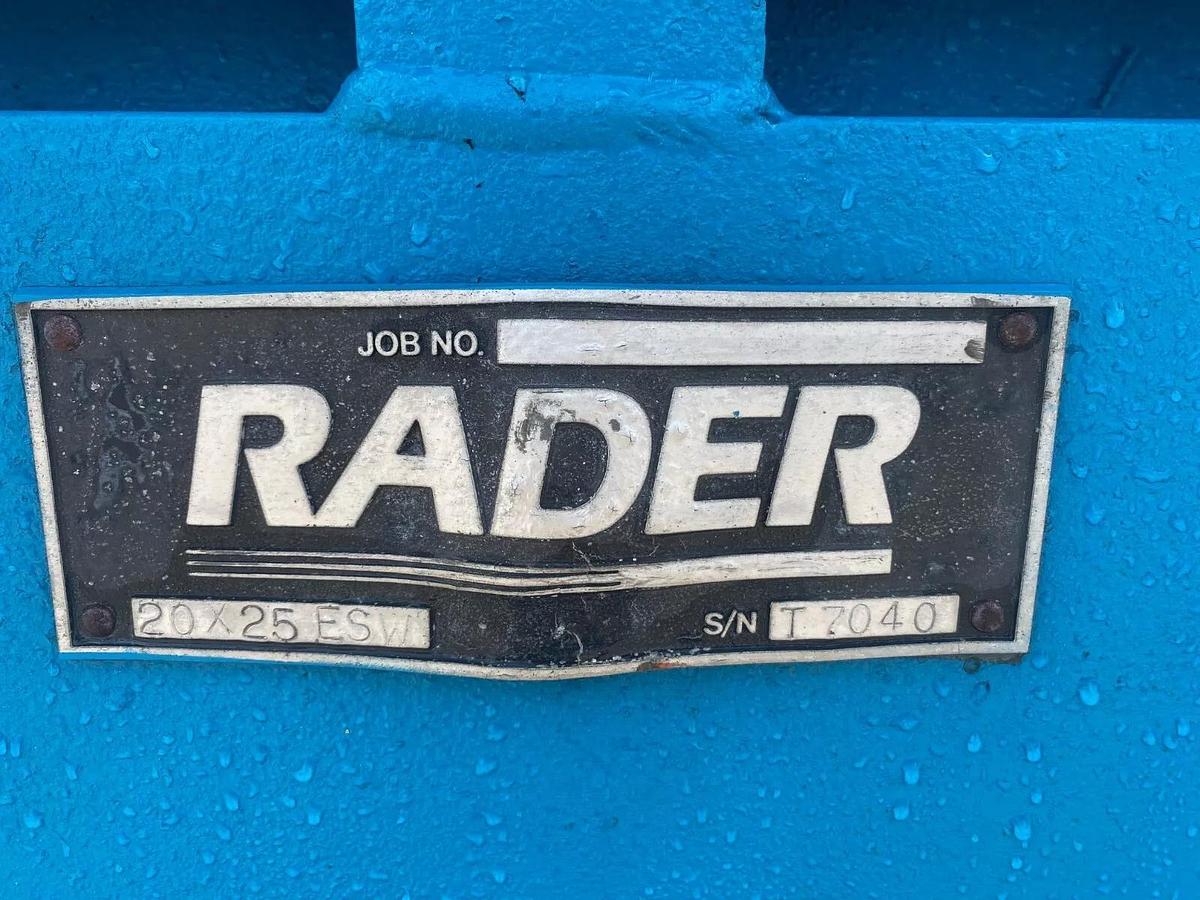 JOB NO.
RADER
20X25 ESW
S/N T 7040